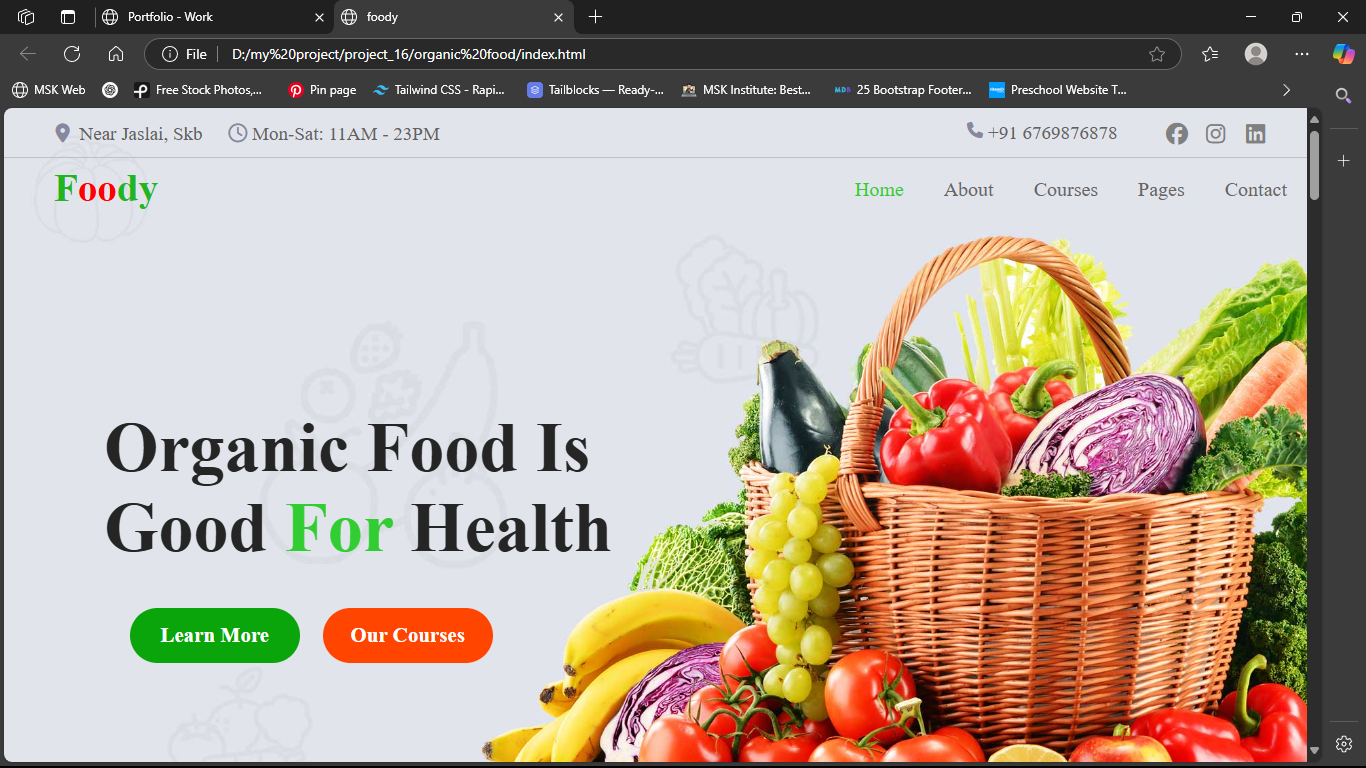 Portfolio - Work
foody
File
D:/my%20project/project_16/organic%20food/index.html
MSK Web
Free Stock Photos,...
Pin page
Tailwind CSS - Rapi...
Tailblocks — Ready-...
MSK Institute: Best...
MDB 25 Bootstrap Footer...
Preschool Website T...
Near Jaslai, Skb
Mon-Sat: 11AM - 23PM
+91 6769876878
Foody
Home
About
Courses
Pages
Contact
Organic Food Is
Good For Health
Learn More
Our Courses